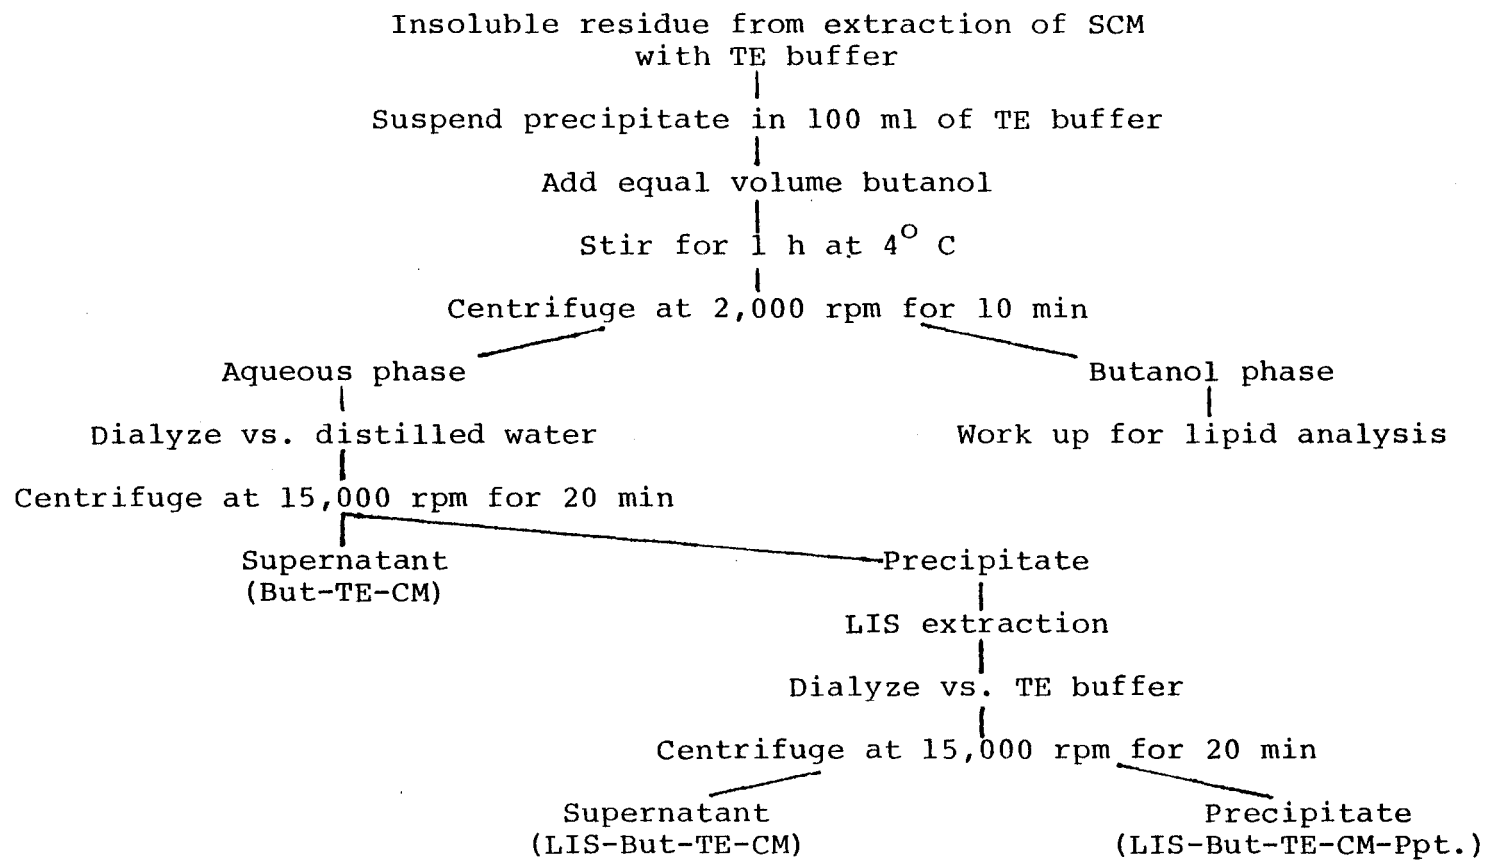 Insoluble residue from extraction of SCM
with TE buffer
Suspend precipitate in 100 ml of TE buffer
Add equal volume butanol
Stir for 1 h at 4° C
Centrifuge at 2,000 rpm for 10 min
Aqueous phase
Butanol phase
Dialyze vs. distilled water
Work up for lipid analysis
Centrifuge at 15,000 rpm for 20 min
Supernatant
(But-TE-CM)
Precipitate
LIS extraction
Dialyze vs. TE buffer
Centrifuge at 15,000 rpm for 20 min
Supernatant
(LIS-But-TE-CM)
Precipitate
(LIS-But-TE-CM-Ppt.)